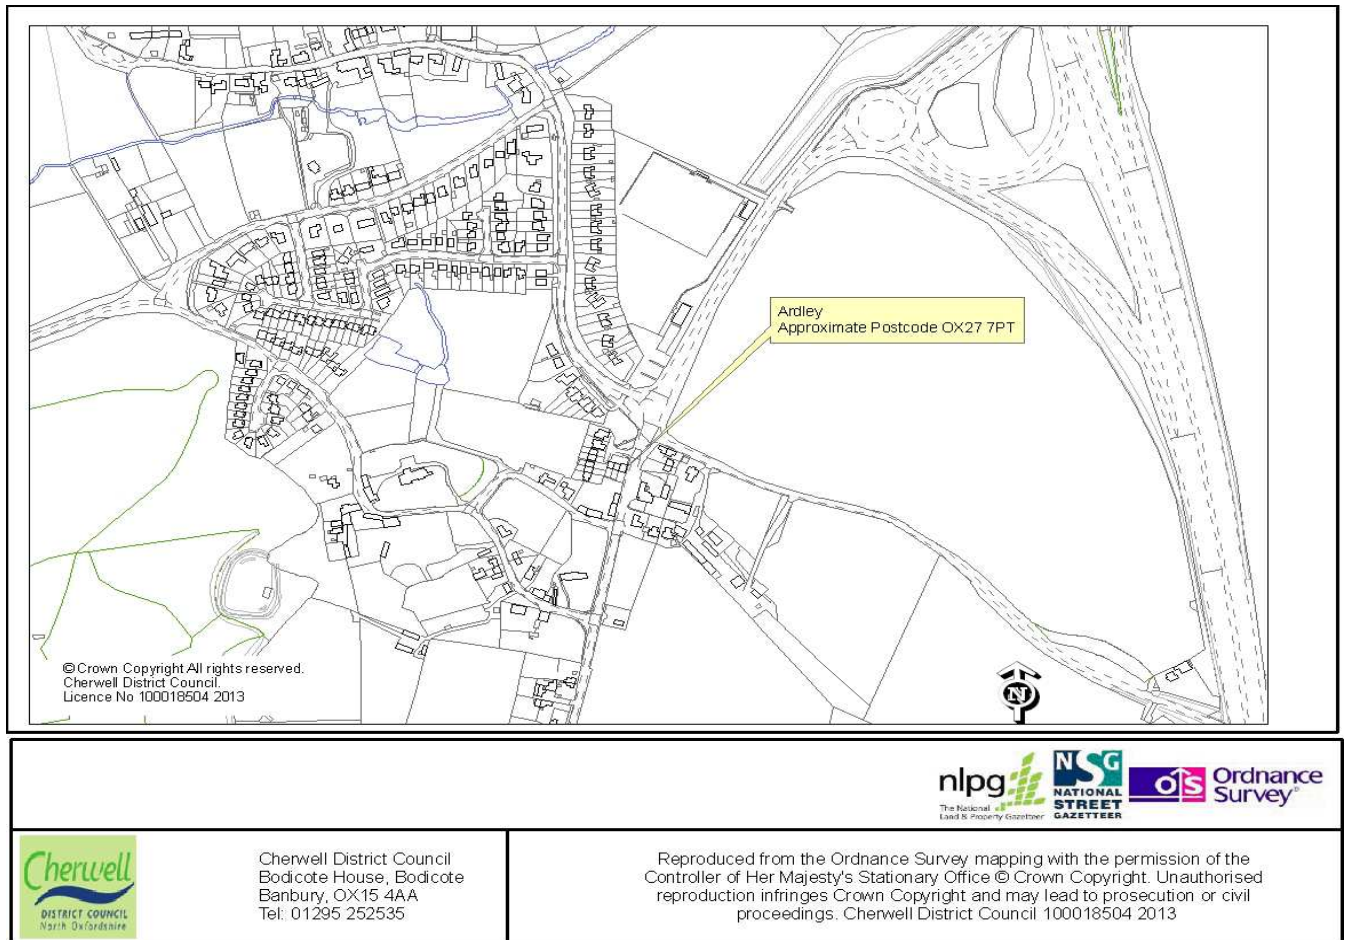 Ardley
Approximate Postcode OX27 7PT
© Crown Copyright All rights reserved.
Cherwell District Council.
Licence No 100018504 2013
N
nlpg
The National
Land & Property Gazetteer
NSG
NATIONAL
STREET
GAZETTEER
OS Ordnance
Survey®
Cherwell
DISTRICT COUNCIL
North Oxfordshire
Cherwell District Council
Bodicote House, Bodicote
Banbury, OX15 4AA
Tel: 01295 252535
Reproduced from the Ordnance Survey mapping with the permission of the
Controller of Her Majesty's Stationary Office © Crown Copyright. Unauthorised
reproduction infringes Crown Copyright and may lead to prosecution or civil
proceedings. Cherwell District Council 100018504 2013